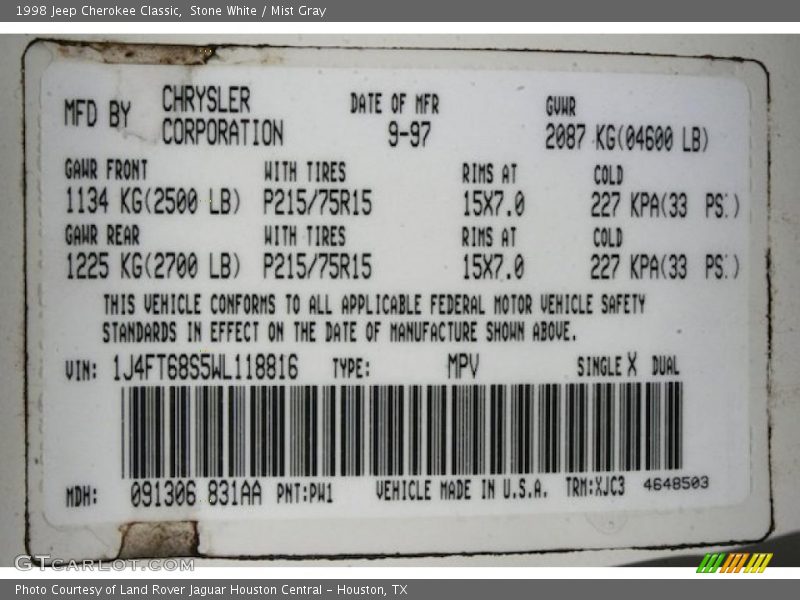 1998 Jeep Cherokee Classic, Stone White / Mist Gray
MFD BY CHRYSLER CORPORATION DATE OF MFR 9-97 GVWR 2087 KG(04600 LB)
GAWR FRONT WITH TIRES RIMS AT COLD
1134 KG(2500 LB) P215/75R15 15X7.0 227 KPA(33 PSI)
GAWR REAR WITH TIRES RIMS AT COLD
1225 KG(2700 LB) P215/75R15 15X7.0 227 KPA(33 PSI)
THIS VEHICLE CONFORMS TO ALL APPLICABLE FEDERAL MOTOR VEHICLE SAFETY
STANDARDS IN EFFECT ON THE DATE OF MANUFACTURE SHOWN ABOVE.
VIN: 1J4FT68S5WL118816 TYPE: MPV SINGLE X DUAL
MDH: 091306 831AA PNT:PW1 VEHICLE MADE IN U.S.A. TRM:XJC3 4648503
GTcarlot.com
Photo Courtesy of Land Rover Jaguar Houston Central - Houston, TX